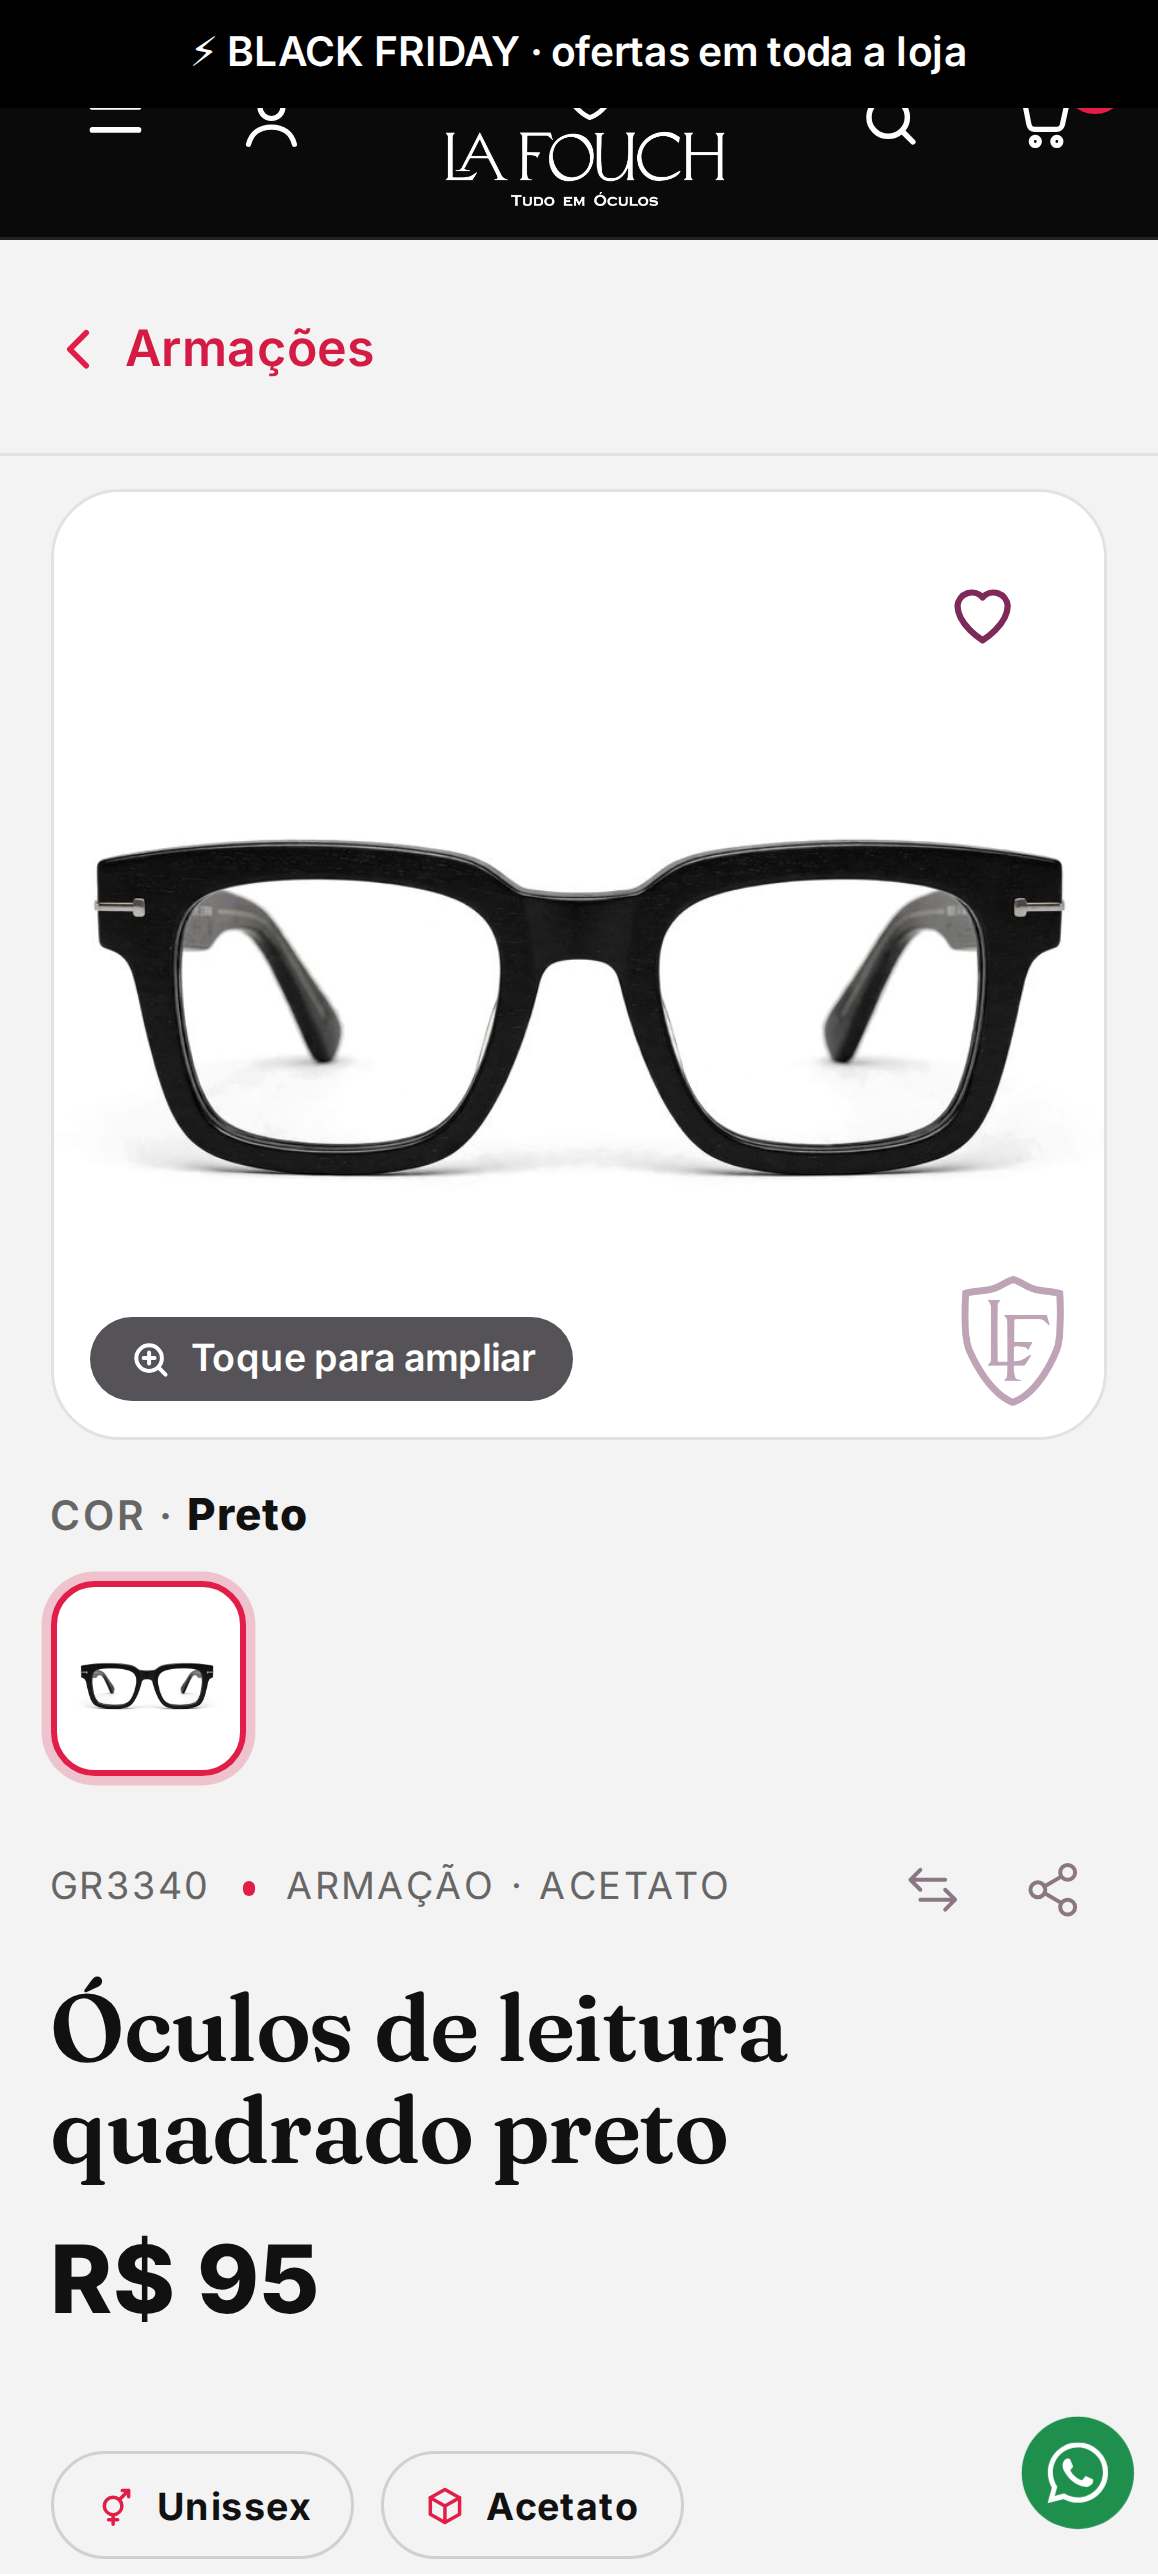 ⚡ BLACK FRIDAY · ofertas em toda a loja
LA FOUCH
Tudo em Óculos
Armações
Toque para ampliar
LF
COR · Preto
GR3340 • ARMAÇÃO · ACETATO
Óculos de leitura
quadrado preto
R$ 95
Unissex
Acetato